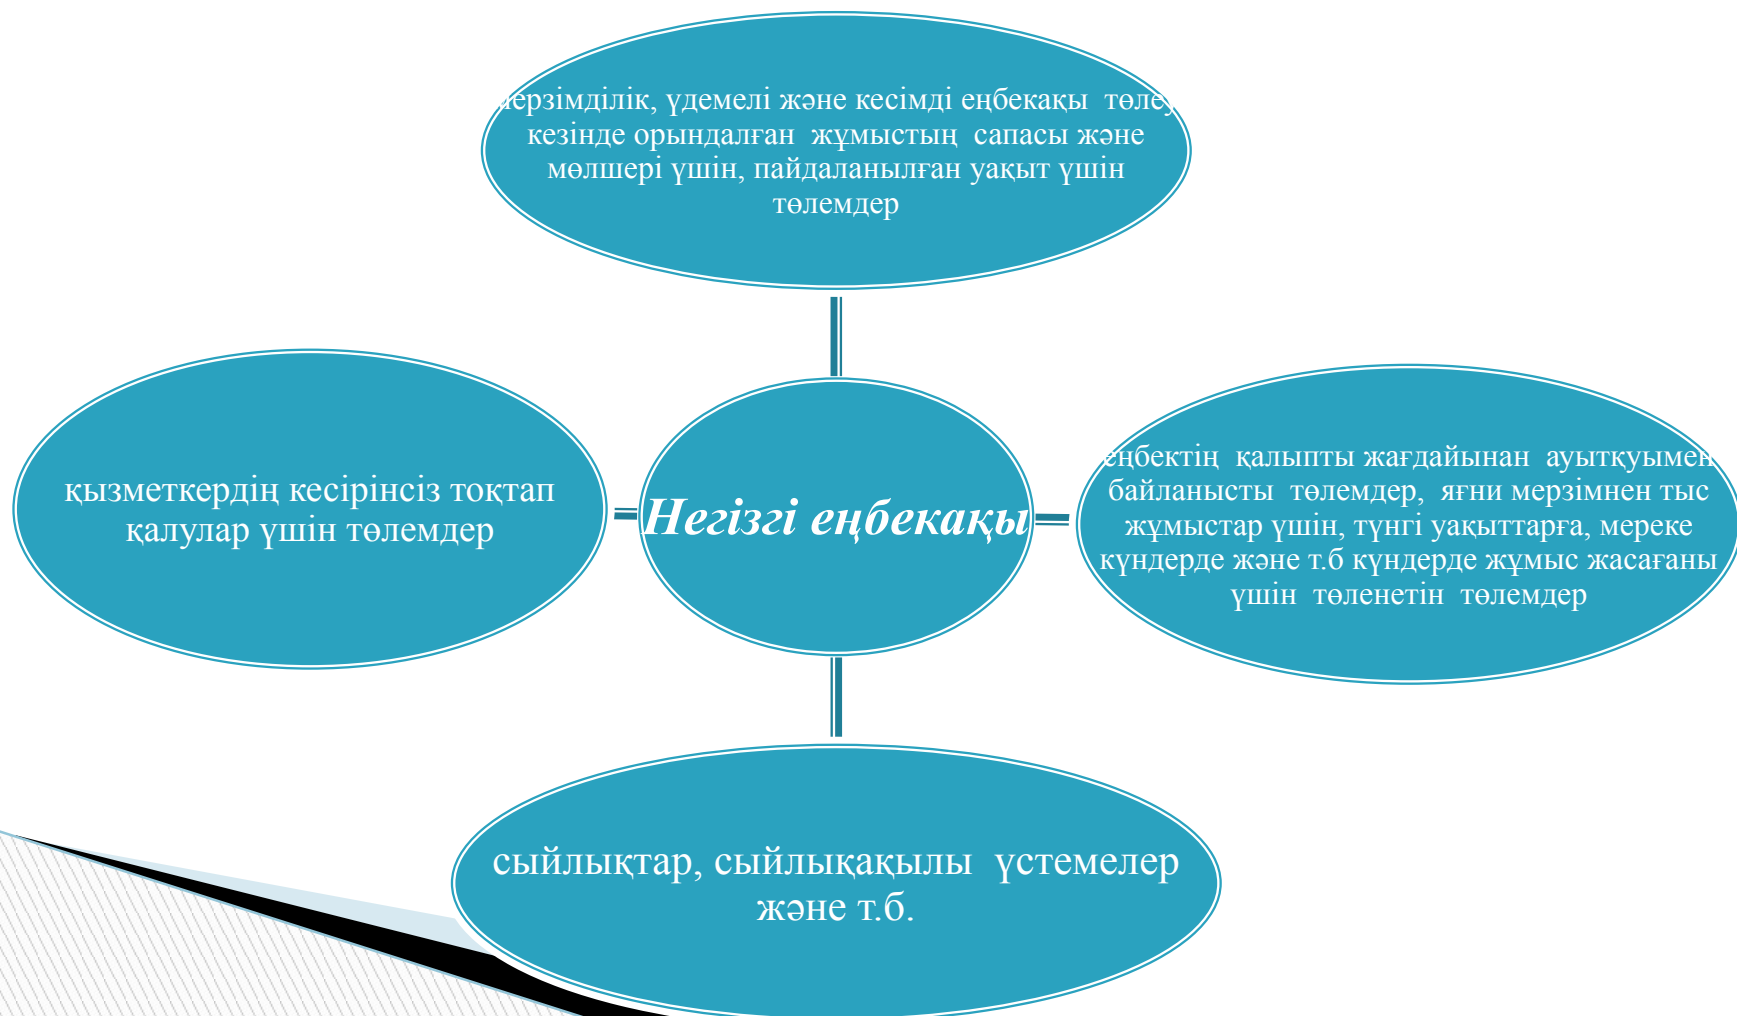 мерзімділік, үдемелі және кесімді еңбекақы төлеу
кезінде орындалған жұмыстың сапасы және
мөлшері үшін, пайдаланылған уақыт үшін
төлемдер
қызметкердің кесірінсіз тоқтап
қалулар үшін төлемдер
Негізгі еңбекақы
еңбектің қалыпты жағдайынан ауытқуымен
байланысты төлемдер, яғни мерзімнен тыс
жұмыстар үшін, түнгі уақыттарға, мереке
күндерде және т.б күндерде жұмыс жасағаны
үшін төленетін төлемдер
сыйлықтар, сыйлықақылы үстемелер
және т.б.